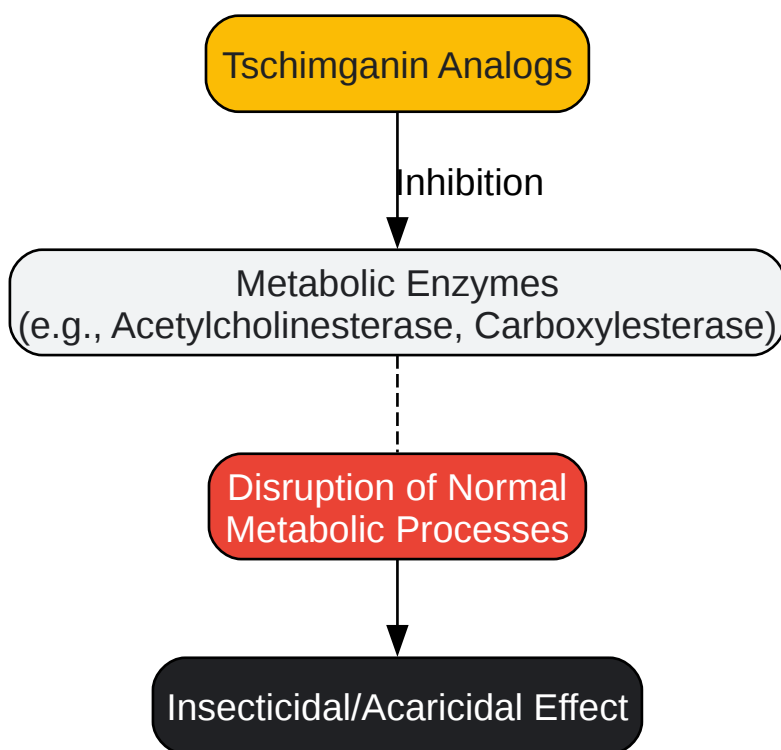 Tschimganin Analogs
Inhibition
Metabolic Enzymes
(e.g., Acetylcholinesterase, Carboxylesterase)
Disruption of Normal
Metabolic Processes
Insecticidal/Acaricidal Effect